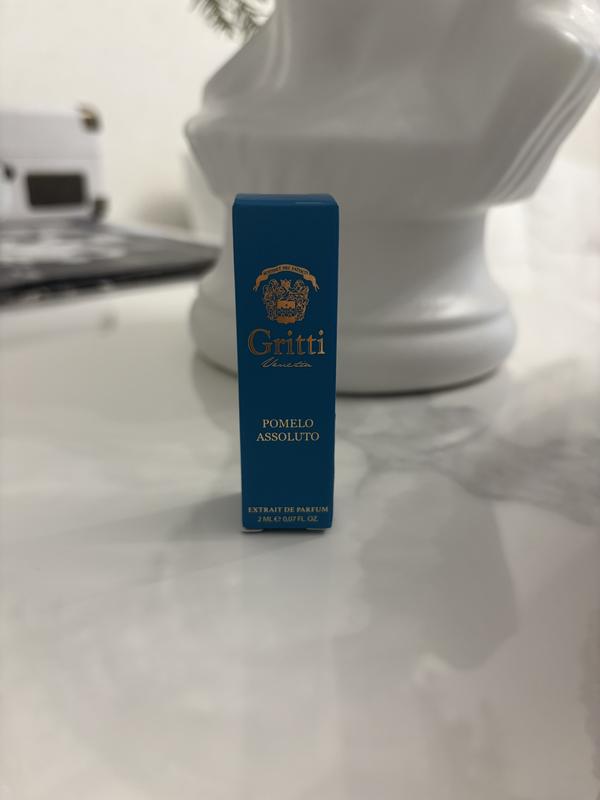 Gritti
Venetia
POMELO
ASSOLUTO
EXTRAIT DE PARFUM
2 ML ℮ 0.07 FL. OZ.